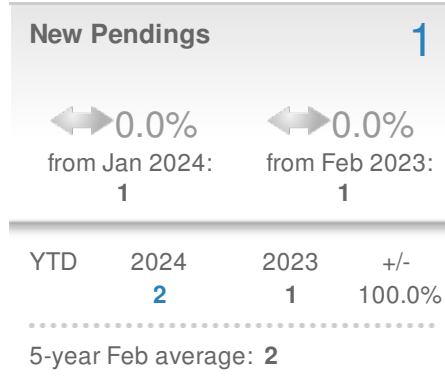 New Pendings 1
0.0% 0.0%
from Jan 2024: from Feb 2023:
1 1
YTD 2024 2023 +/-
2 1 100.0%
5-year Feb average: 2